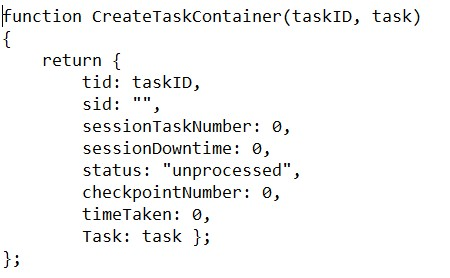 function CreateTaskContainer(taskID, task)
{
    return {
        tid: taskID,
        sid: "",
        sessionTaskNumber: 0,
        sessionDowntime: 0,
        status: "unprocessed",
        checkpointNumber: 0,
        timeTaken: 0,
        Task: task };
};